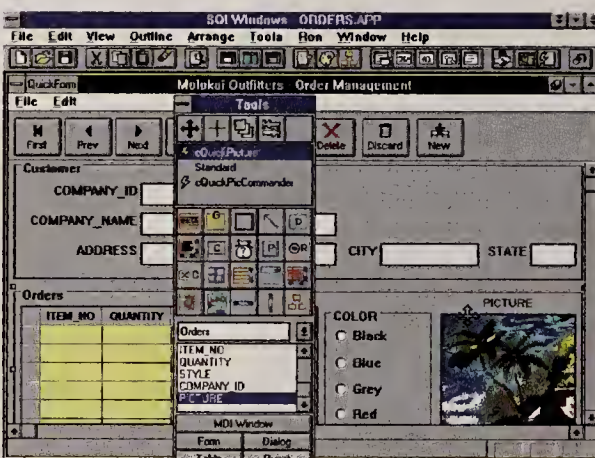 SQLWindows ORDERS.APP
File Edit View Outline Arrange Tools Run Window Help
QuickForm
Molokai Outfitters Order Management
File Edit
Tools
First
Prev
Next
Delete
Discard
New
cQuickPicture
Standard
cQuickPicCommander
Customer
COMPANY_ID
COMPANY_NAME
ADDRESS
CITY
STATE
Orders
ITEM_NO
QUANTITY
Orders
ITEM_NO
QUANTITY
STYLE
COMPANY_ID
PICTURE
COLOR
Black
Blue
Grey
Red
PICTURE
MDI Window
Form
Dialog
Table